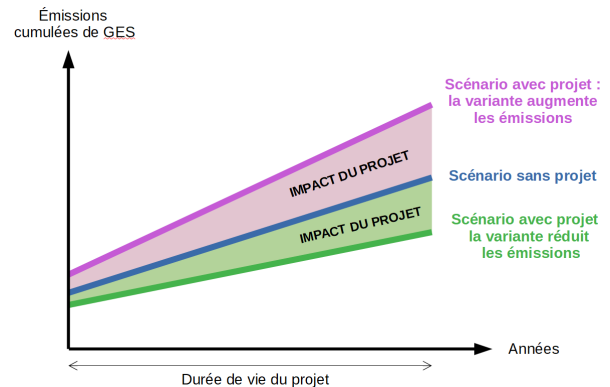 Émissions
cumulées de GES
Scénario avec projet :
la variante augmente
les émissions
IMPACT DU PROJET
Scénario sans projet
IMPACT DU PROJET
Scénario avec projet
la variante réduit
les émissions
Années
Durée de vie du projet